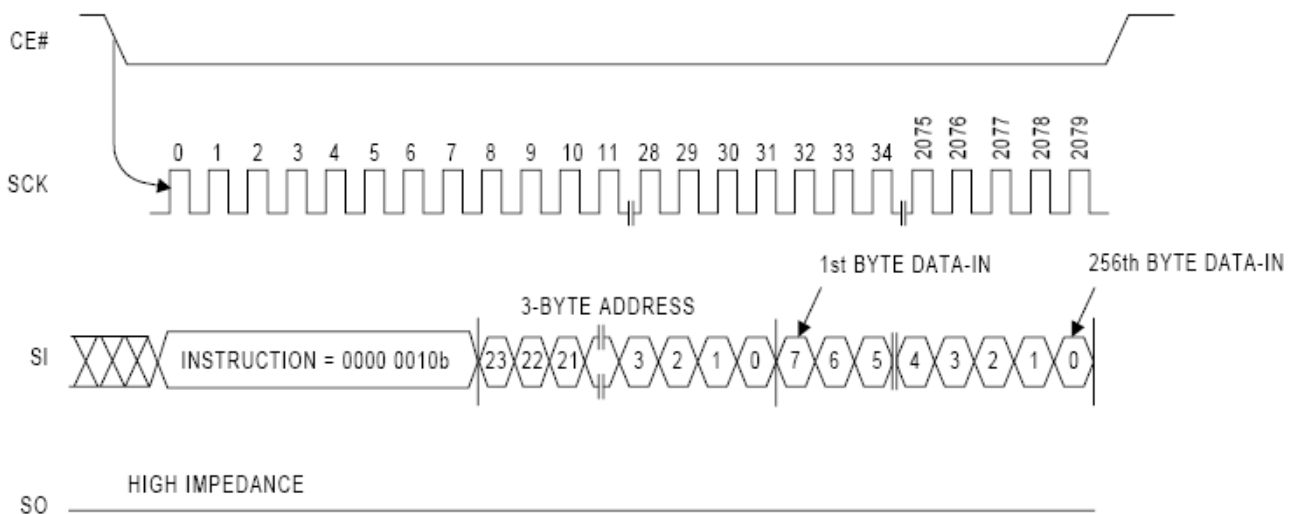 CE#
0 1 2 3 4 5 6 7 8 9 10 11 28 29 30 31 32 33 34 2075 2076 2077 2078 2079
SCK
1st BYTE DATA-IN 256th BYTE DATA-IN
3-BYTE ADDRESS
SI INSTRUCTION = 0000 0010b 23 22 21 3 2 1 0 7 6 5 4 3 2 1 0
HIGH IMPEDANCE
SO